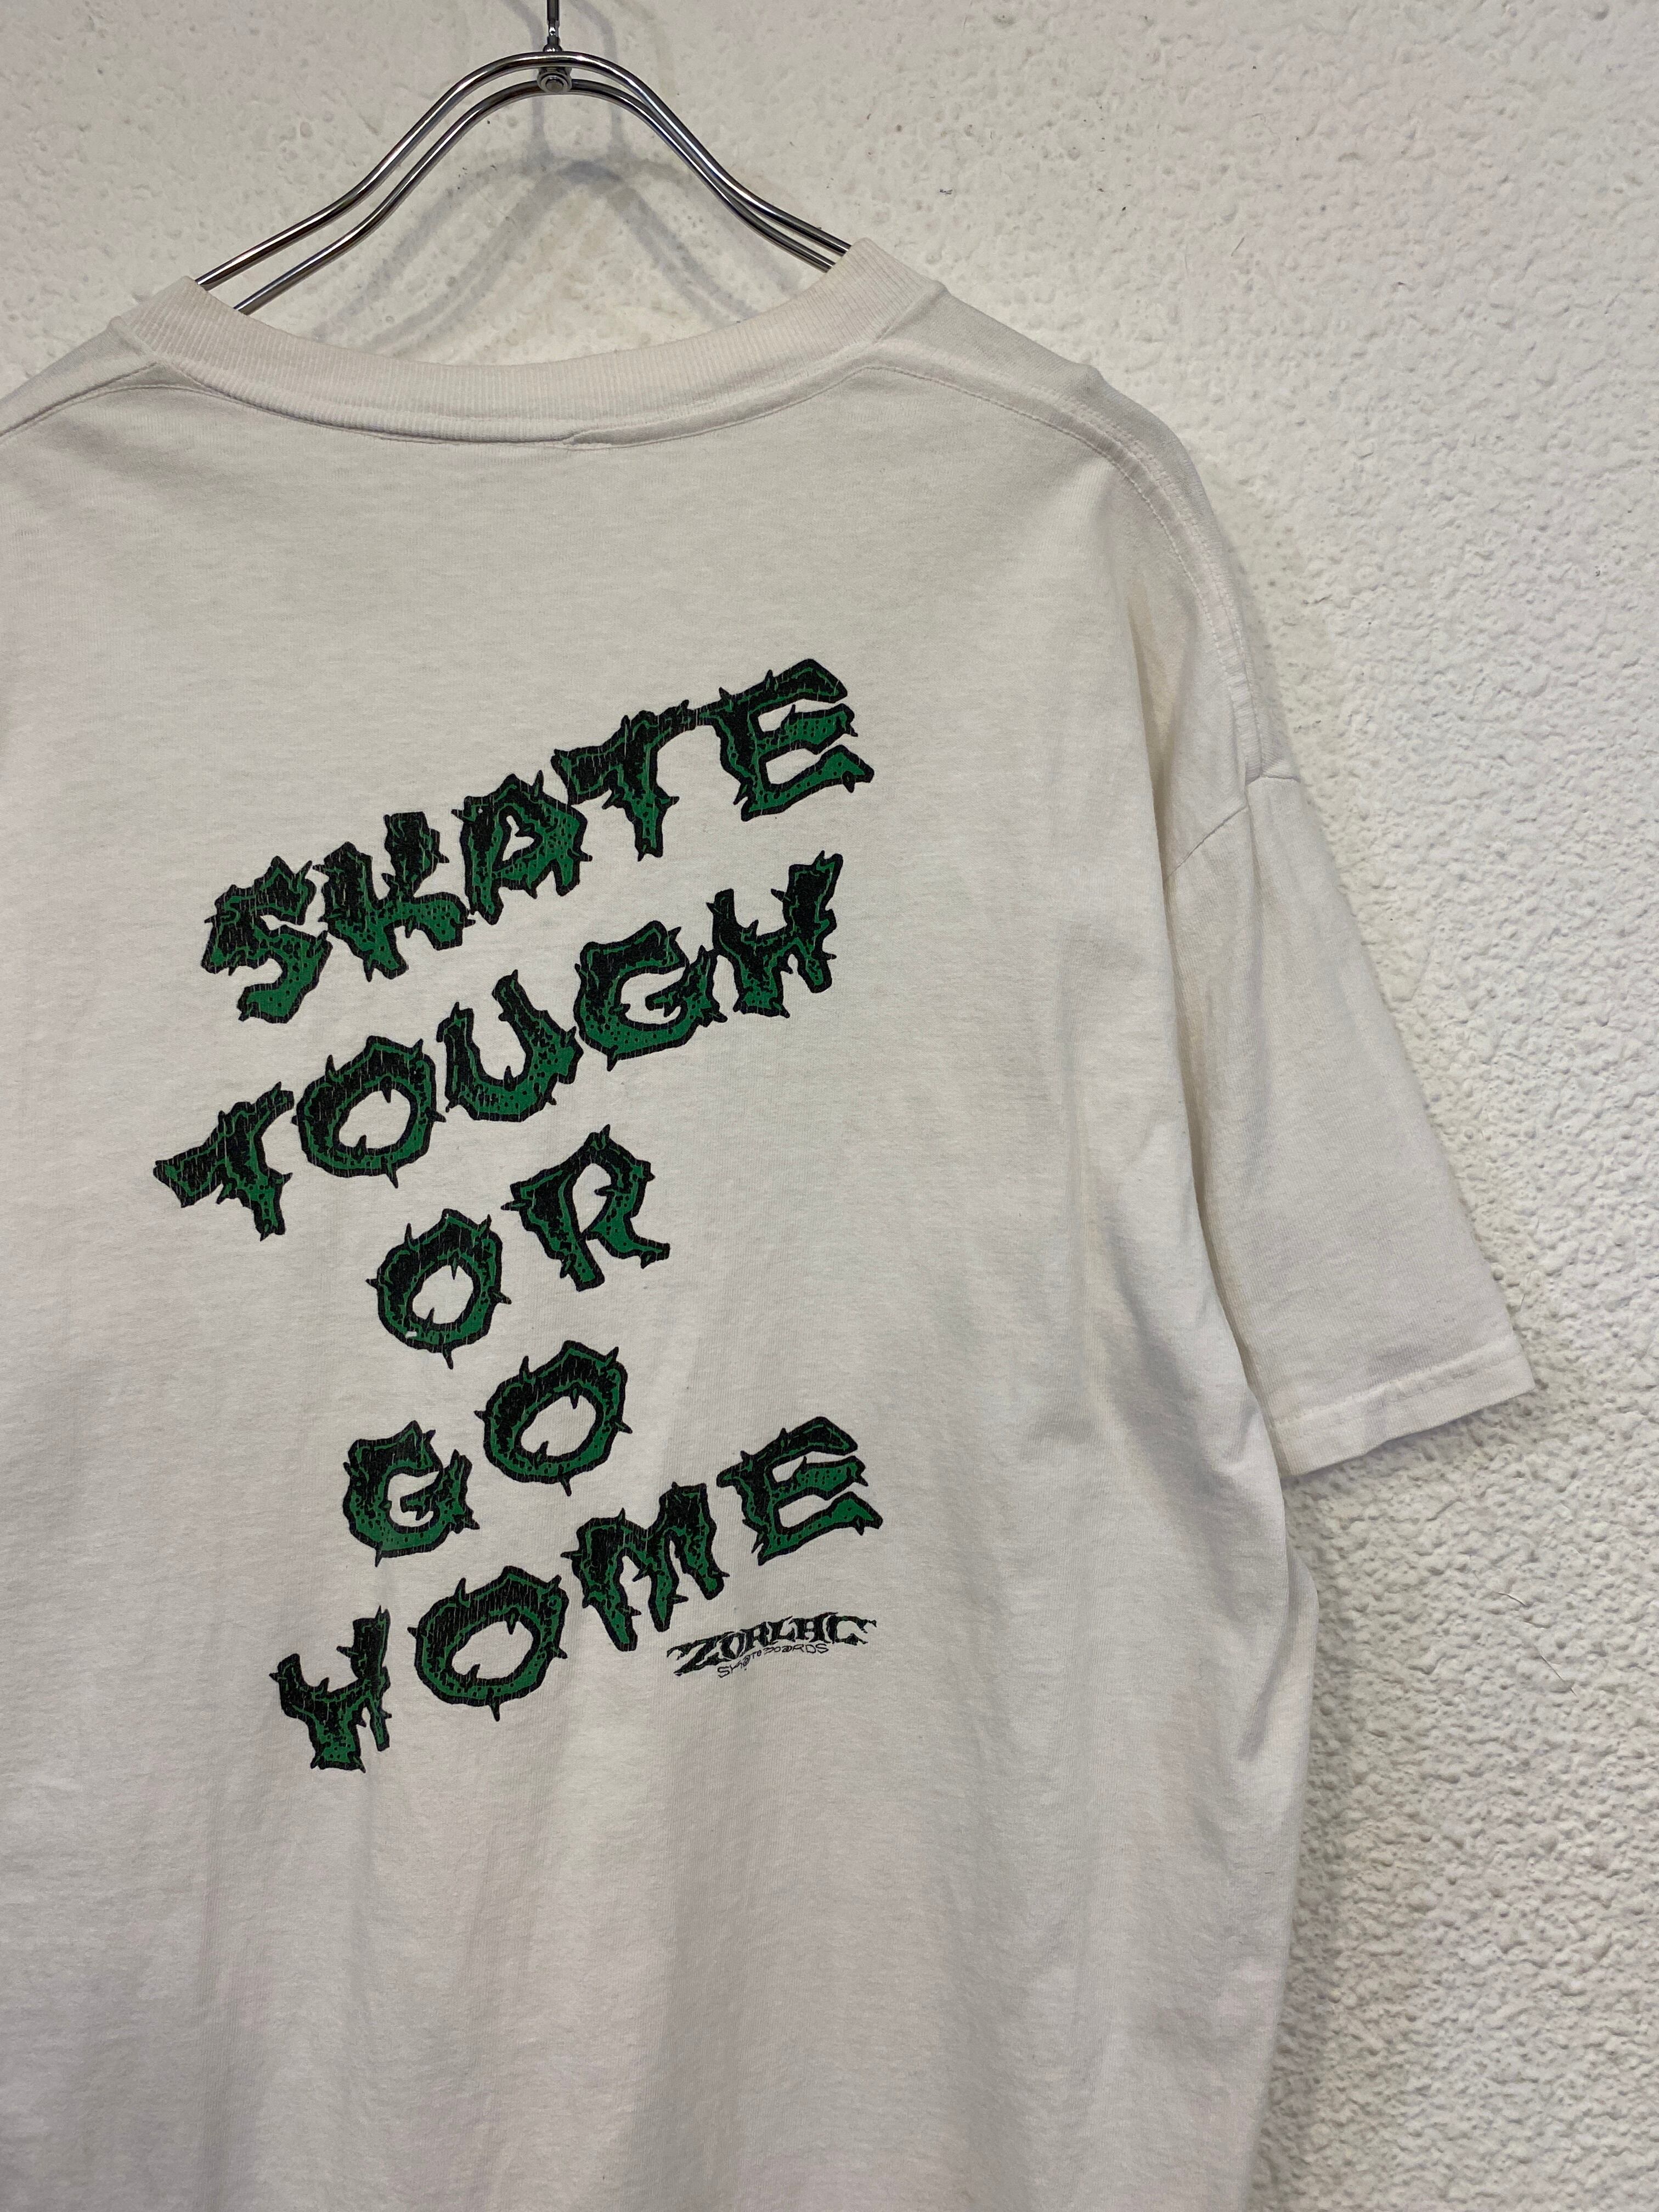 SKATE
TOUGH
OR
GO
HOME
ZORLAC
SKATEBOARDS